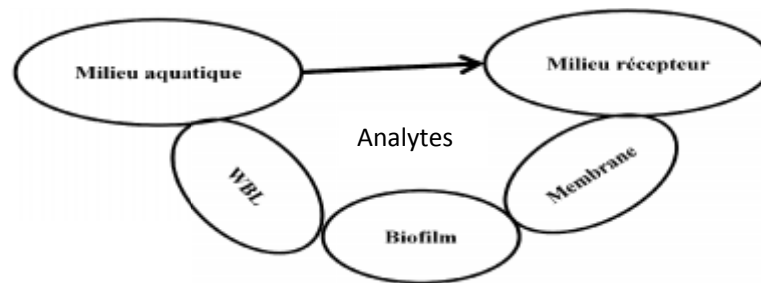 Milieu aquatique
Milieu récepteur
Analytes
WBL
Membrane
Biofilm